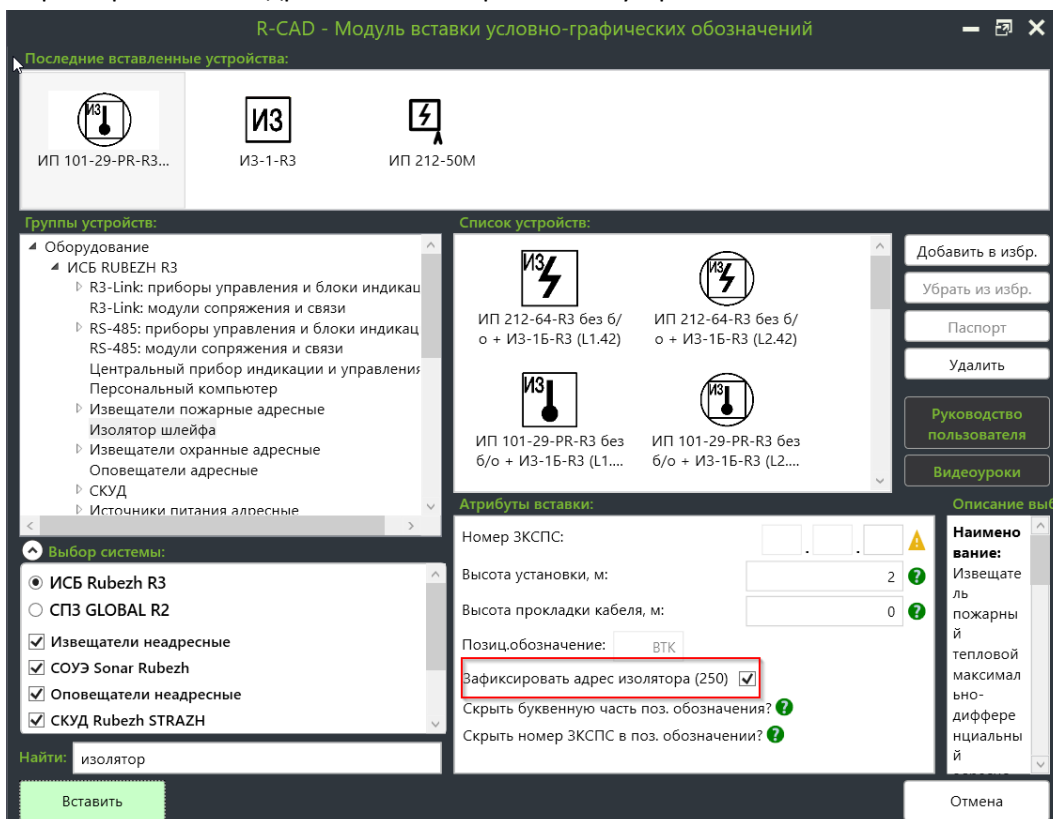 R-CAD - Модуль вставки условно-графических обозначений
Последние вставленные устройства:
ИЗ
ИЗ
ИП 101-29-PR-R3...
ИЗ-1-R3
ИП 212-50М
Группы устройств:
Оборудование
ИСБ RUBEZH R3
R3-Link: приборы управления и блоки индикац
R3-Link: модули сопряжения и связи
RS-485: приборы управления и блоки индикац
RS-485: модули сопряжения и связи
Центральный прибор индикации и управления
Персональный компьютер
Извещатели пожарные адресные
Изолятор шлейфа
Извещатели охранные адресные
Оповещатели адресные
СКУД
Источники питания адресные
Список устройств:
ИЗ
ИЗ
ИП 212-64-R3 без б/
о + ИЗ-1Б-R3 (L1.42)
ИП 212-64-R3 без б/
о + ИЗ-1Б-R3 (L2.42)
ИЗ
ИЗ
ИП 101-29-PR-R3 без
б/о + ИЗ-1Б-R3 (L1....
ИП 101-29-PR-R3 без
б/о + ИЗ-1Б-R3 (L2....
Добавить в избр.
Убрать из избр.
Паспорт
Удалить
Руководство
пользователя
Видеоуроки
Выбор системы:
ИСБ Rubezh R3
СПЗ GLOBAL R2
Извещатели неадресные
СОУЭ Sonar Rubezh
Оповещатели неадресные
СКУД Rubezh STRAZH
Найти: изолятор
Атрибуты вставки:
Номер ЗКСПС: . .
Высота установки, м: 2
Высота прокладки кабеля, м: 0
Позиц.обозначение: ВТК
Зафиксировать адрес изолятора (250)
Скрыть буквенную часть поз. обозначения?
Скрыть номер ЗКСПС в поз. обозначении?
Описание выб
Наимено
вание:
Извещате
ль
пожарны
й
тепловой
максимал
ьно-
диффере
нциальны
й
Вставить
Отмена